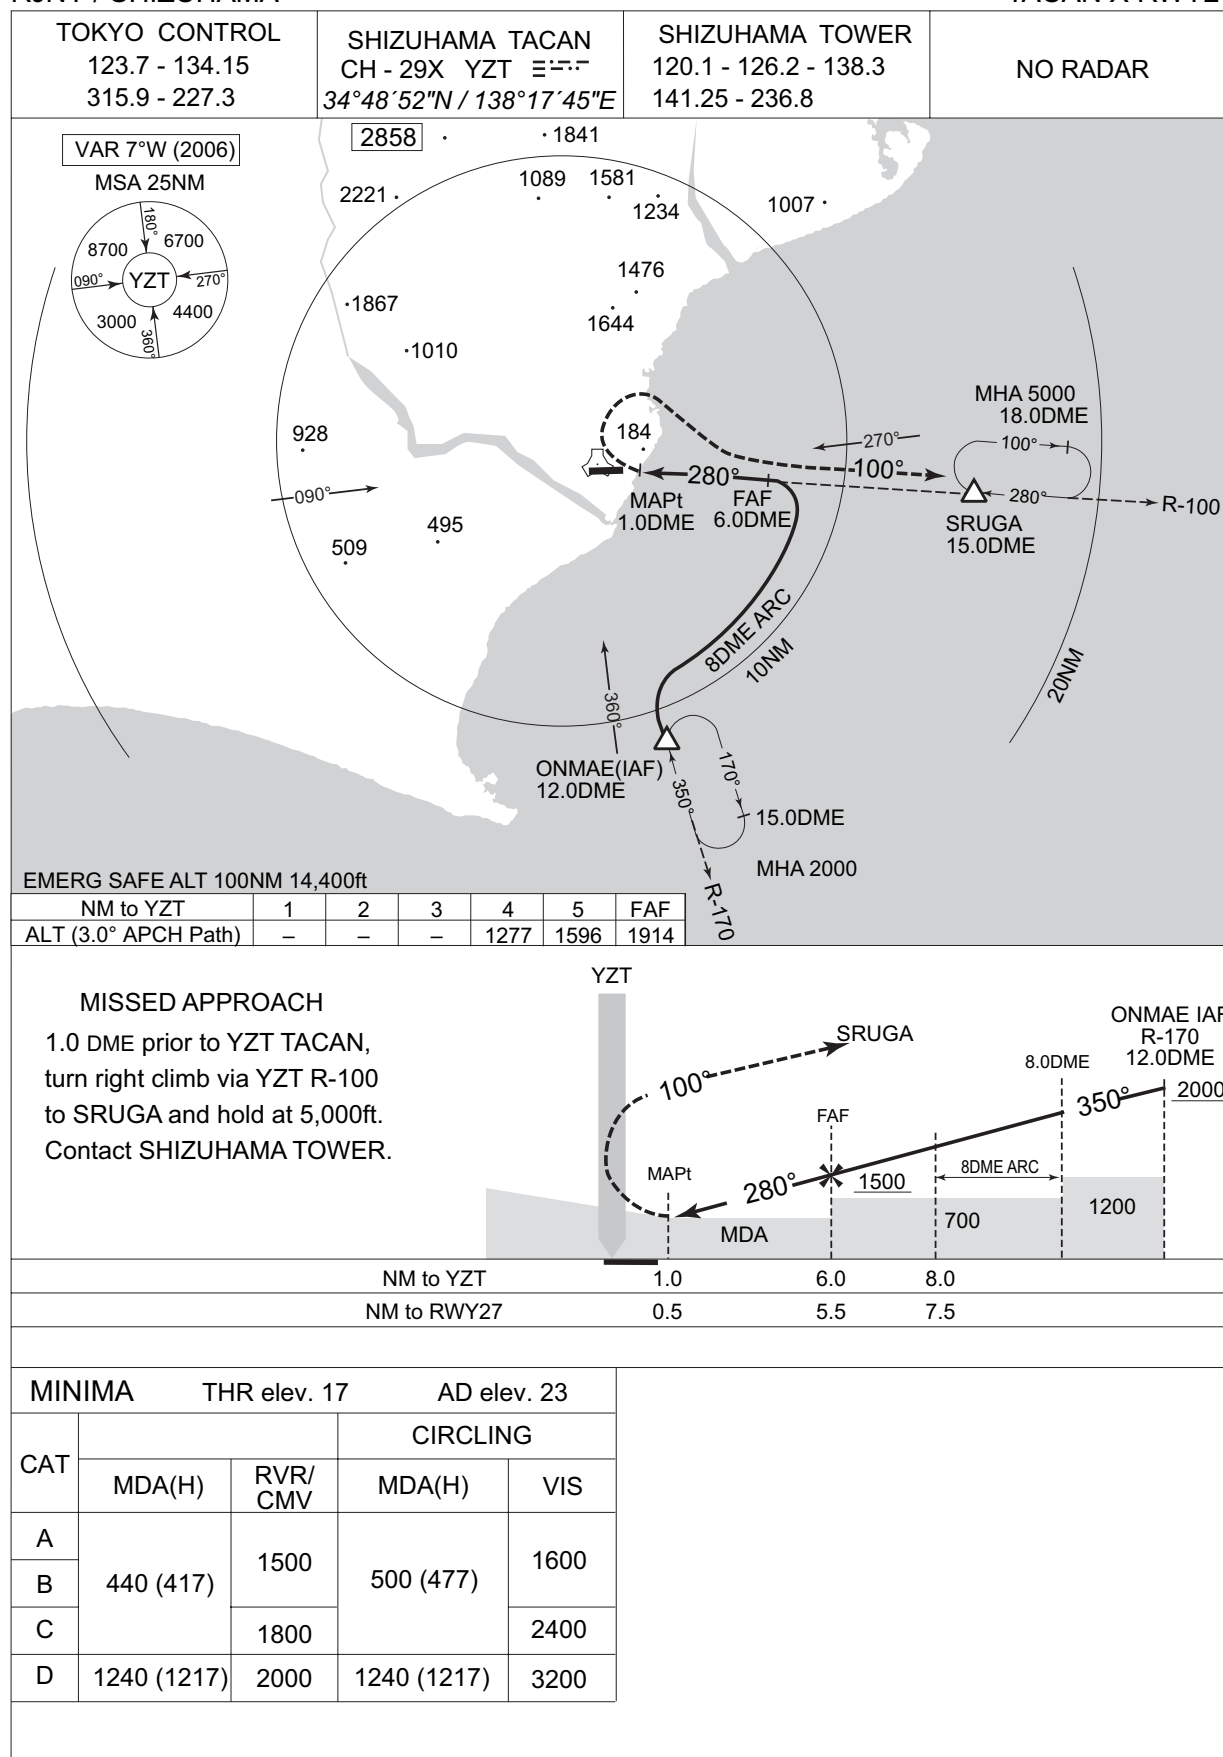 TOKYO CONTROL
123.7 - 134.15
315.9 - 227.3
SHIZUHAMA TACAN
CH - 29X YZT
34°48´52"N / 138°17´45"E
SHIZUHAMA TOWER
120.1 - 126.2 - 138.3
141.25 - 236.8
NO RADAR
VAR 7°W (2006)
MSA 25NM
180°
8700
6700
090°
YZT
270°
3000
4400
360°
2858
1841
2221
1089
1581
1234
1007
1476
1867
1644
1010
MHA 5000
18.0DME
928
184
270°
100°
100°
280°
280°
090°
MAPt
1.0DME
FAF
6.0DME
R-100
SRUGA
15.0DME
495
509
8DME ARC
10NM
20NM
360°
ONMAE(IAF)
12.0DME
170°
350°
15.0DME
MHA 2000
R-170
EMERG SAFE ALT 100NM 14,400ft
NM to YZT 1 2 3 4 5 FAF
ALT (3.0° APCH Path) – – – 1277 1596 1914
MISSED APPROACH
1.0 DME prior to YZT TACAN,
turn right climb via YZT R-100
to SRUGA and hold at 5,000ft.
Contact SHIZUHAMA TOWER.
YZT
SRUGA
100°
ONMAE IAF
R-170
12.0DME
8.0DME
2000
350°
FAF
MAPt
280°
1500
8DME ARC
MDA
700
1200
NM to YZT 1.0 6.0 8.0
NM to RWY27 0.5 5.5 7.5
MINIMA THR elev. 17 AD elev. 23
CAT
CIRCLING
MDA(H)
RVR/
CMV
MDA(H)
VIS
A
B
440 (417)
1500
500 (477)
1600
C
1800
2400
D 1240 (1217) 2000 1240 (1217) 3200